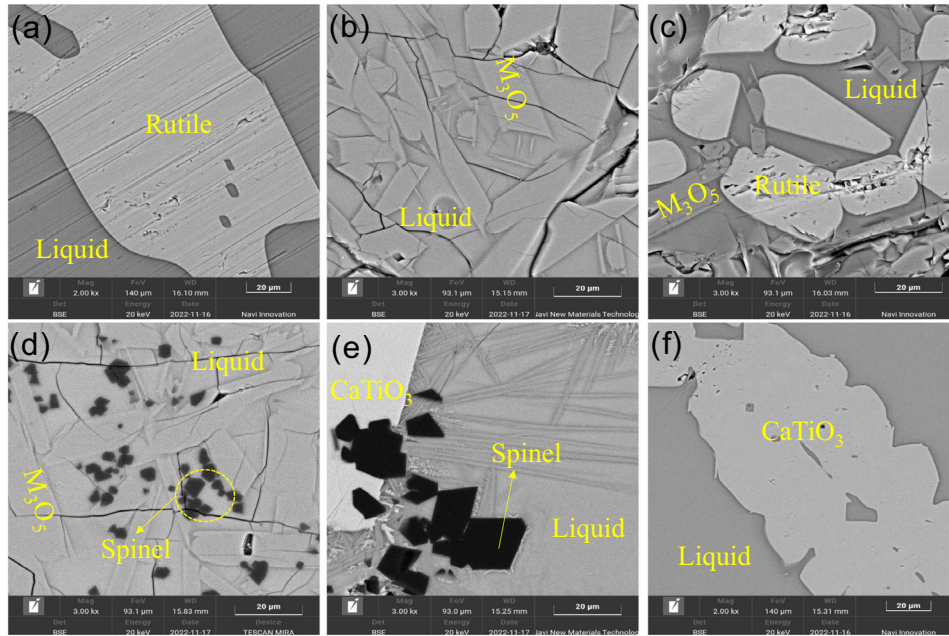 (a)
Rutile
Liquid
Mag FoV WD
2.00 kx 140 µm 16.10 mm 20 µm
Det Energy Date
BSE 20 keV 2022-11-16 Navi Innovation
(b)
M3O5
Liquid
Mag FoV WD
3.00 kx 93.1 µm 15.15 mm 20 µm
Det Energy Date
BSE 20 keV 2022-11-17 Navi New Materials Technolog
(c)
Liquid
Rutile
M3O5
Mag FoV WD
3.00 kx 93.1 µm 16.03 mm 20 µm
Det Energy Date
BSE 20 keV 2022-11-16 Navi Innovation
(d)
Liquid
M3O5
Spinel
Mag FoV WD
3.00 kx 93.1 µm 15.83 mm 20 µm
Det Energy Date Device
BSE 20 keV 2022-11-17 TESCAN MIRA
(e)
CaTiO3
Spinel
Liquid
Mag FoV WD
3.00 kx 93.0 µm 15.25 mm 20 µm
Det Energy Date
BSE 20 keV 2022-11-17 Navi New Materials Technolog
(f)
CaTiO3
Liquid
Mag FoV WD
2.00 kx 140 µm 15.31 mm 20 µm
Det Energy Date
BSE 20 keV 2022-11-16 Navi Innovation